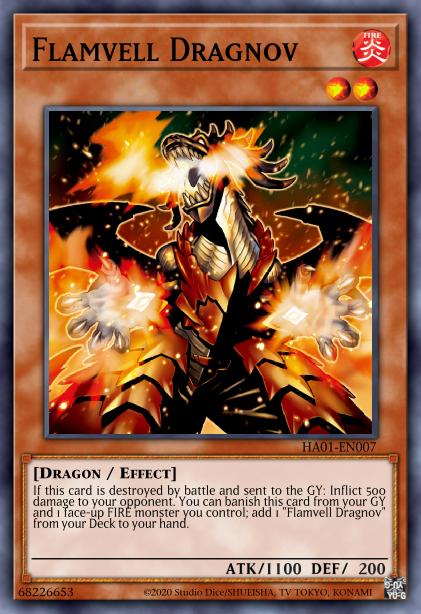 Flamvell Dragnov
FIRE
炎
HA01-EN007
[Dragon / Effect]
If this card is destroyed by battle and sent to the GY: Inflict 500
damage to your opponent. You can banish this card from your GY
and 1 face-up FIRE monster you control; add 1 "Flamvell Dragnov"
from your Deck to your hand.
ATK/1100 DEF/ 200
68226653
©2020 Studio Dice/SHUEISHA, TV TOKYO, KONAMI